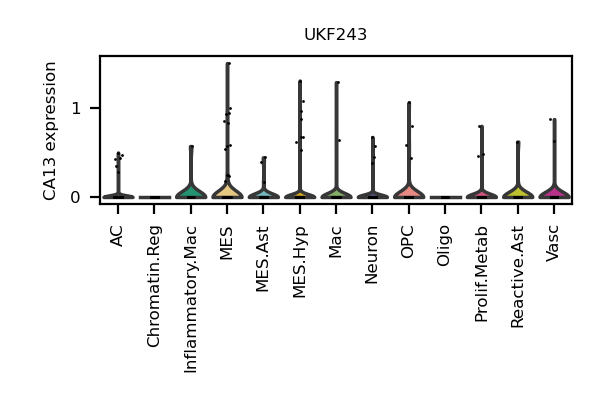 UKF243
CA13 expression
1
0
AC
Chromatin.Reg
Inflammatory.Mac
MES
MES.Ast
MES.Hyp
Mac
Neuron
OPC
Oligo
Prolif.Metab
Reactive.Ast
Vasc